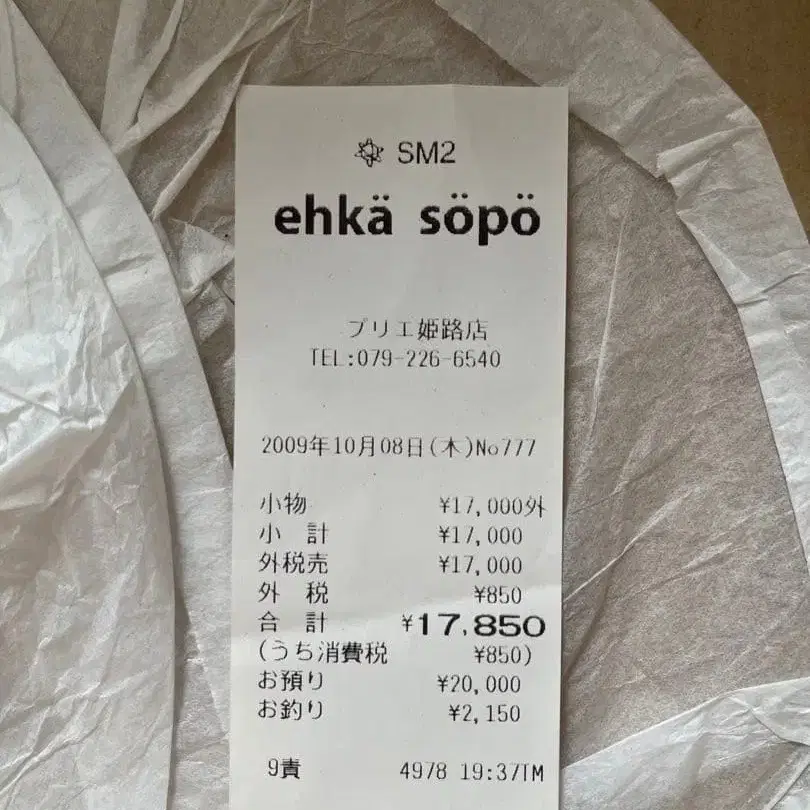 SM2
ehkä söpö
プリエ姫路店
TEL:079-226-6540
2009年10月08日(木)No777
小物 ¥17,000外
小 計 ¥17,000
外税売 ¥17,000
外 税 ¥850
合 計 ¥17,850
(うち消費税 ¥850)
お預り ¥20,000
お釣り ¥2,150
9責 4978 19:37TM